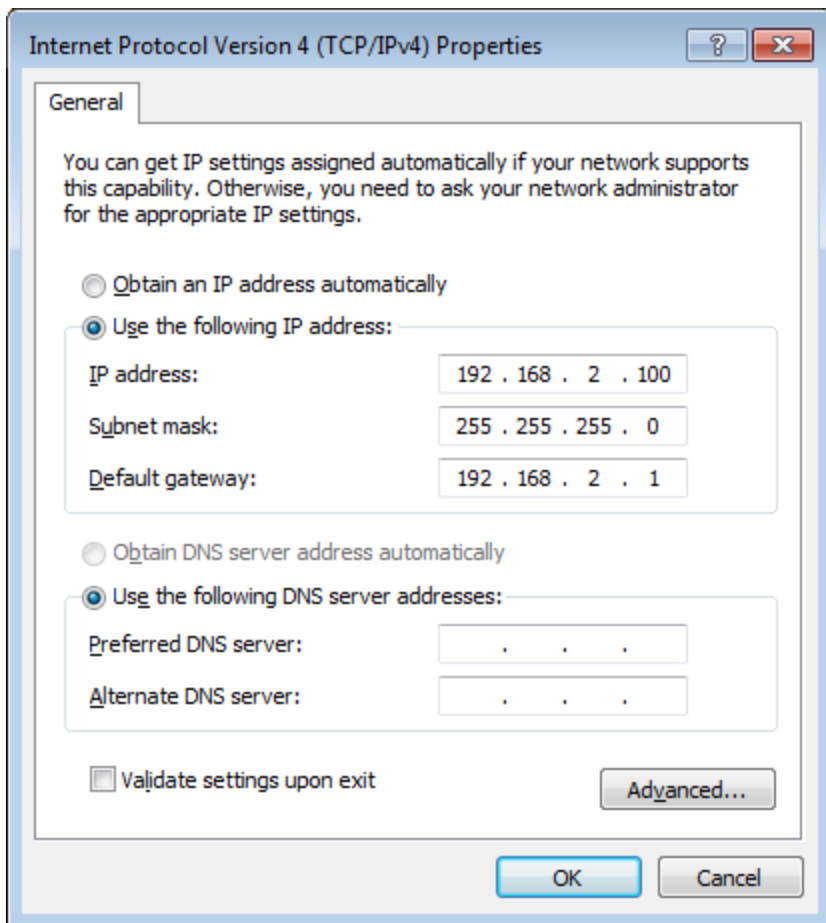 Internet Protocol Version 4 (TCP/IPv4) Properties
General
You can get IP settings assigned automatically if your network supports
this capability. Otherwise, you need to ask your network administrator
for the appropriate IP settings.
Obtain an IP address automatically
Use the following IP address:
IP address: 192 . 168 . 2 . 100
Subnet mask: 255 . 255 . 255 . 0
Default gateway: 192 . 168 . 2 . 1
Obtain DNS server address automatically
Use the following DNS server addresses:
Preferred DNS server: . . .
Alternate DNS server: . . .
Validate settings upon exit
Advanced...
OK Cancel